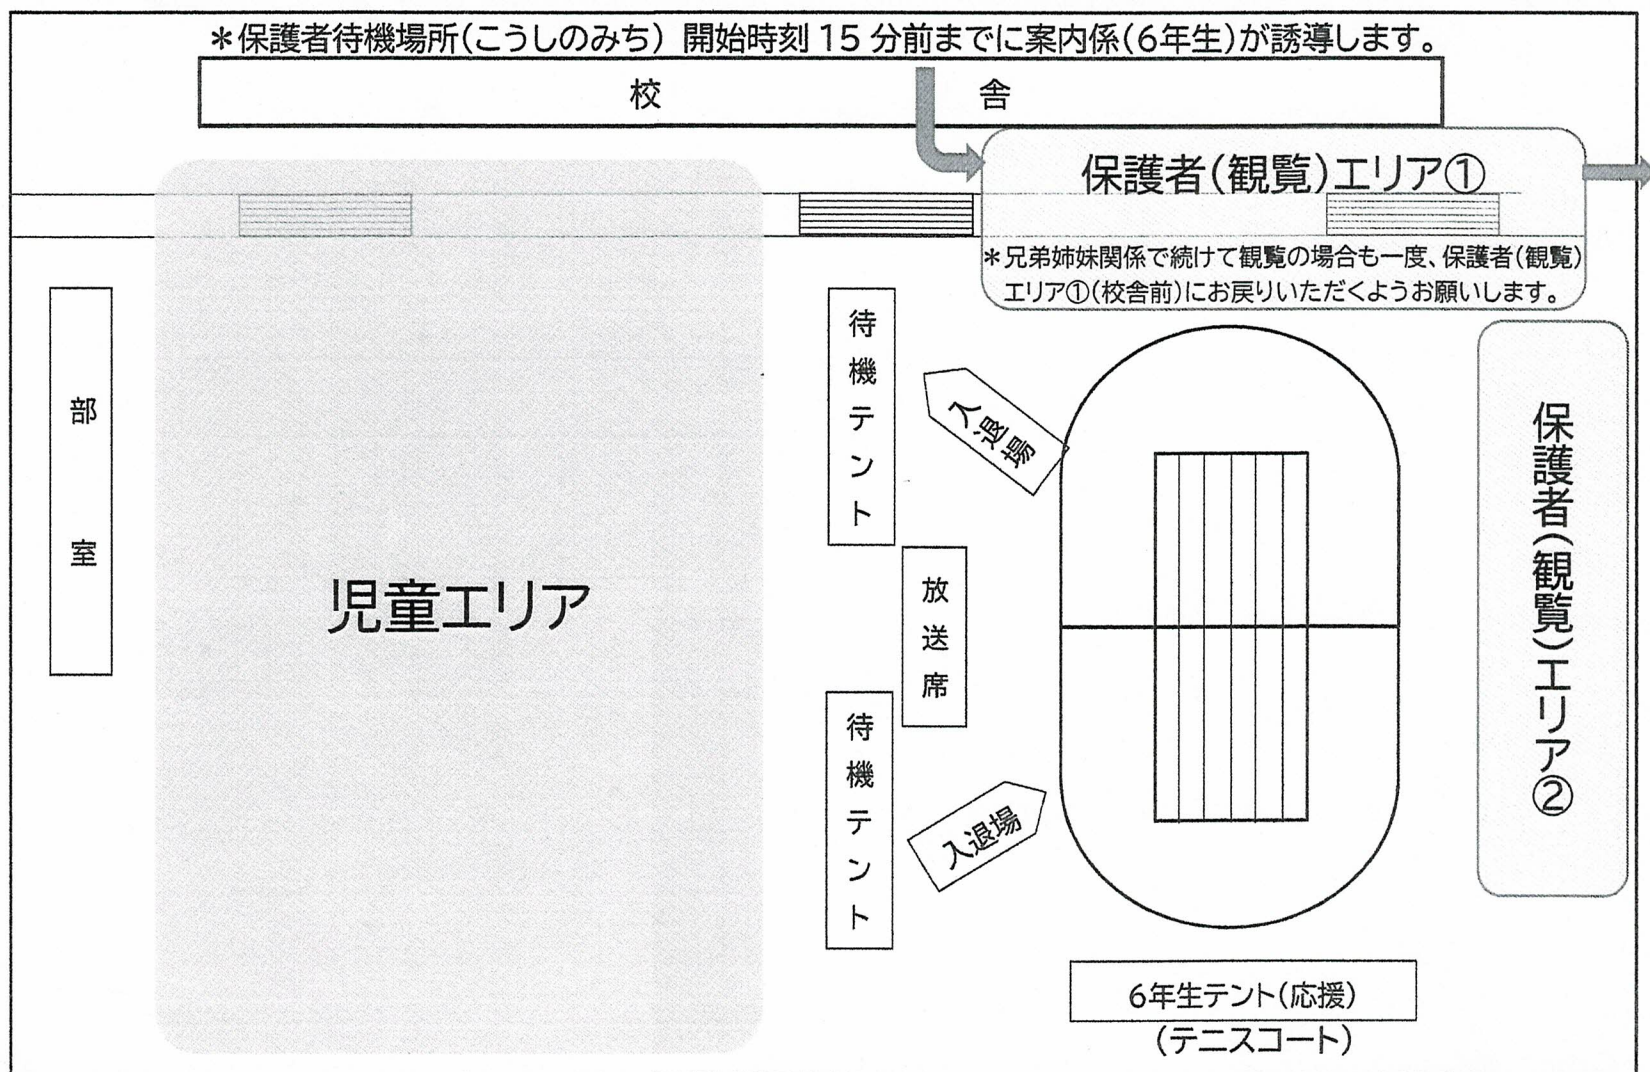 ＊保護者待機場所(こうしのみち) 開始時刻 15 分前までに案内係(6年生)が誘導します。
校　舎
保護者(観覧)エリア①
＊兄弟姉妹関係で続けて観覧の場合も一度、保護者(観覧)
エリア①(校舎前)にお戻りいただくようお願いします。
部室
児童エリア
待機テント
入退場
放送席
待機テント
入退場
保護者(観覧)エリア②
6年生テント(応援)
(テニスコート)